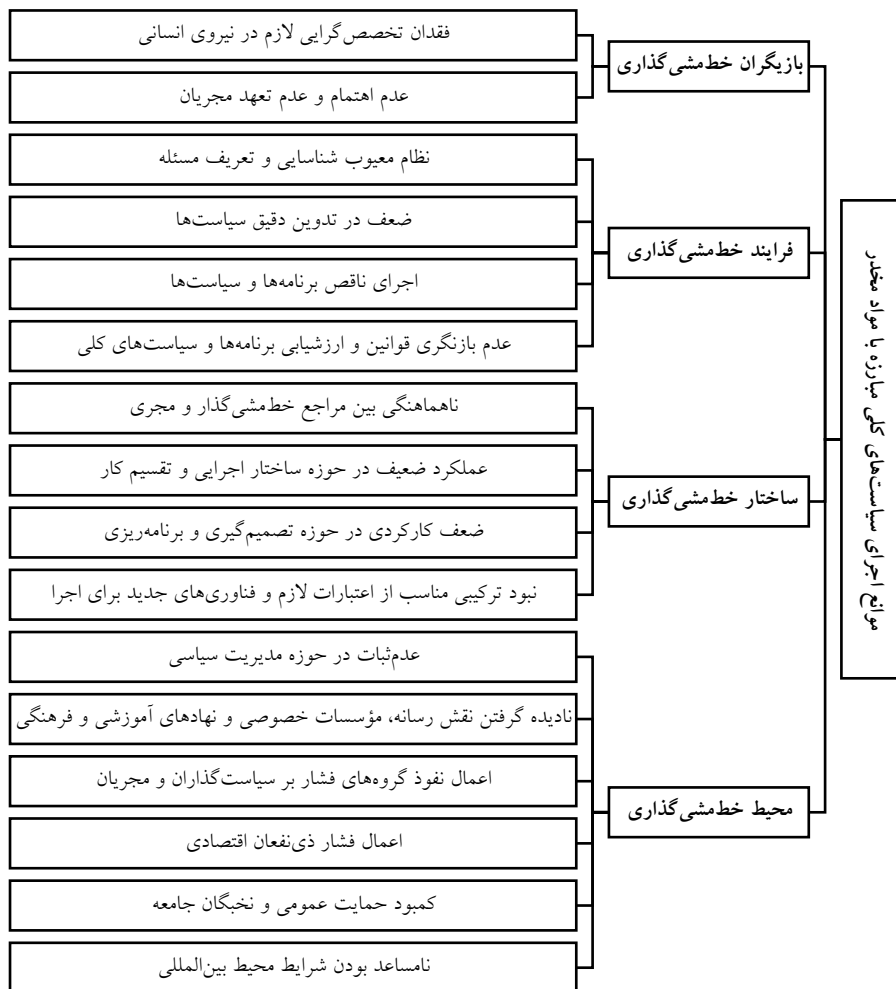 موانع اجرای سیاست‌های کلی مبارزه با مواد مخدر
بازیگران خط‌مشی‌گذاری
فقدان تخصص‌گرایی لازم در نیروی انسانی
عدم اهتمام و عدم تعهد مجریان
فرایند خط‌مشی‌گذاری
نظام معیوب شناسایی و تعریف مسئله
ضعف در تدوین دقیق سیاست‌ها
اجرای ناقص برنامه‌ها و سیاست‌ها
عدم بازنگری قوانین و ارزشیابی برنامه‌ها و سیاست‌های کلی
ساختار خط‌مشی‌گذاری
ناهماهنگی بین مراجع خط‌مشی‌گذار و مجری
عملکرد ضعیف در حوزه ساختار اجرایی و تقسیم کار
ضعف کارکردی در حوزه تصمیم‌گیری و برنامه‌ریزی
نبود ترکیبی مناسب از اعتبارات لازم و فناوری‌های جدید برای اجرا
محیط خط‌مشی‌گذاری
عدم‌ثبات در حوزه مدیریت سیاسی
نادیده گرفتن نقش رسانه، مؤسسات خصوصی و نهادهای آموزشی و فرهنگی
اعمال نفوذ گروه‌های فشار بر سیاست‌گذاران و مجریان
اعمال فشار ذی‌نفعان اقتصادی
کمبود حمایت عمومی و نخبگان جامعه
نامساعد بودن شرایط محیط بین‌المللی